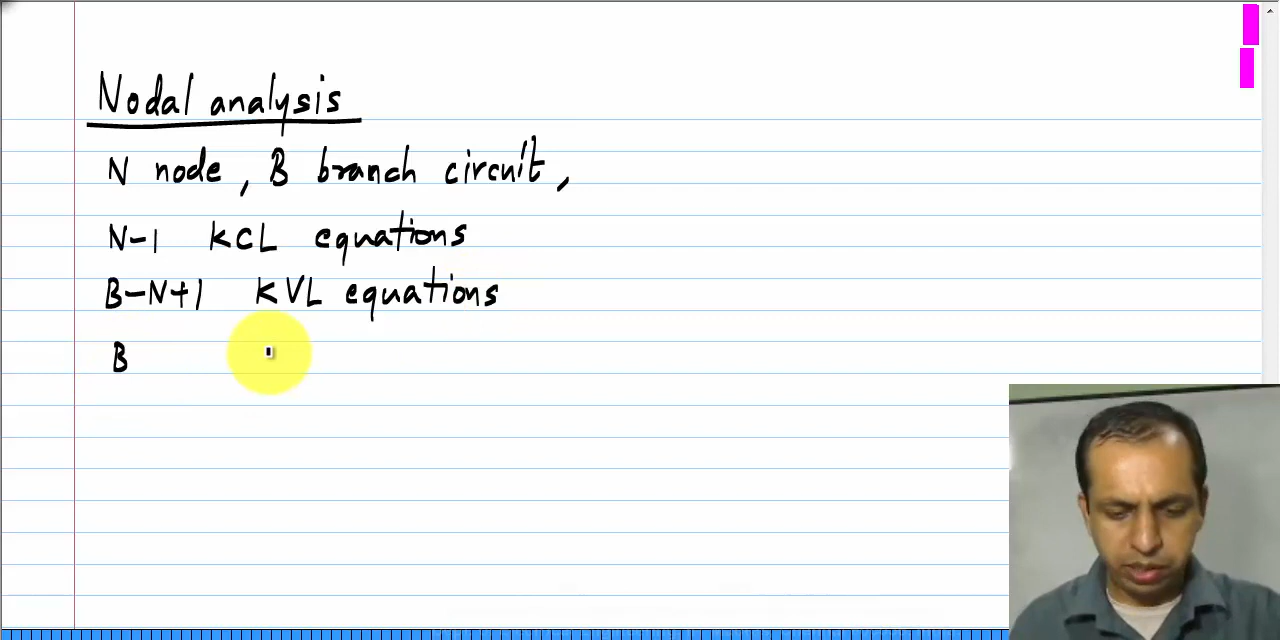 Nodal analysis
N node, B branch circuit,
N-1 KCL equations
B-N+1 KVL equations
B